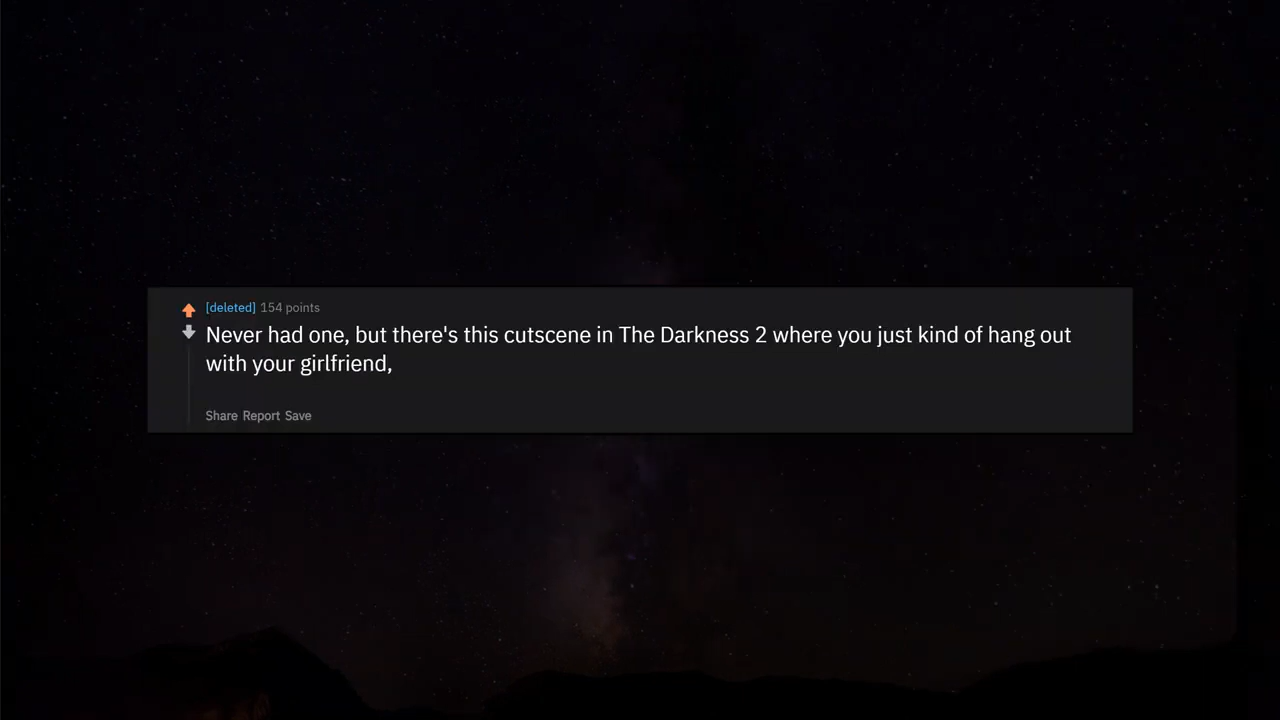 [deleted] 154 points
Never had one, but there's this cutscene in The Darkness 2 where you just kind of hang out
with your girlfriend,
Share Report Save